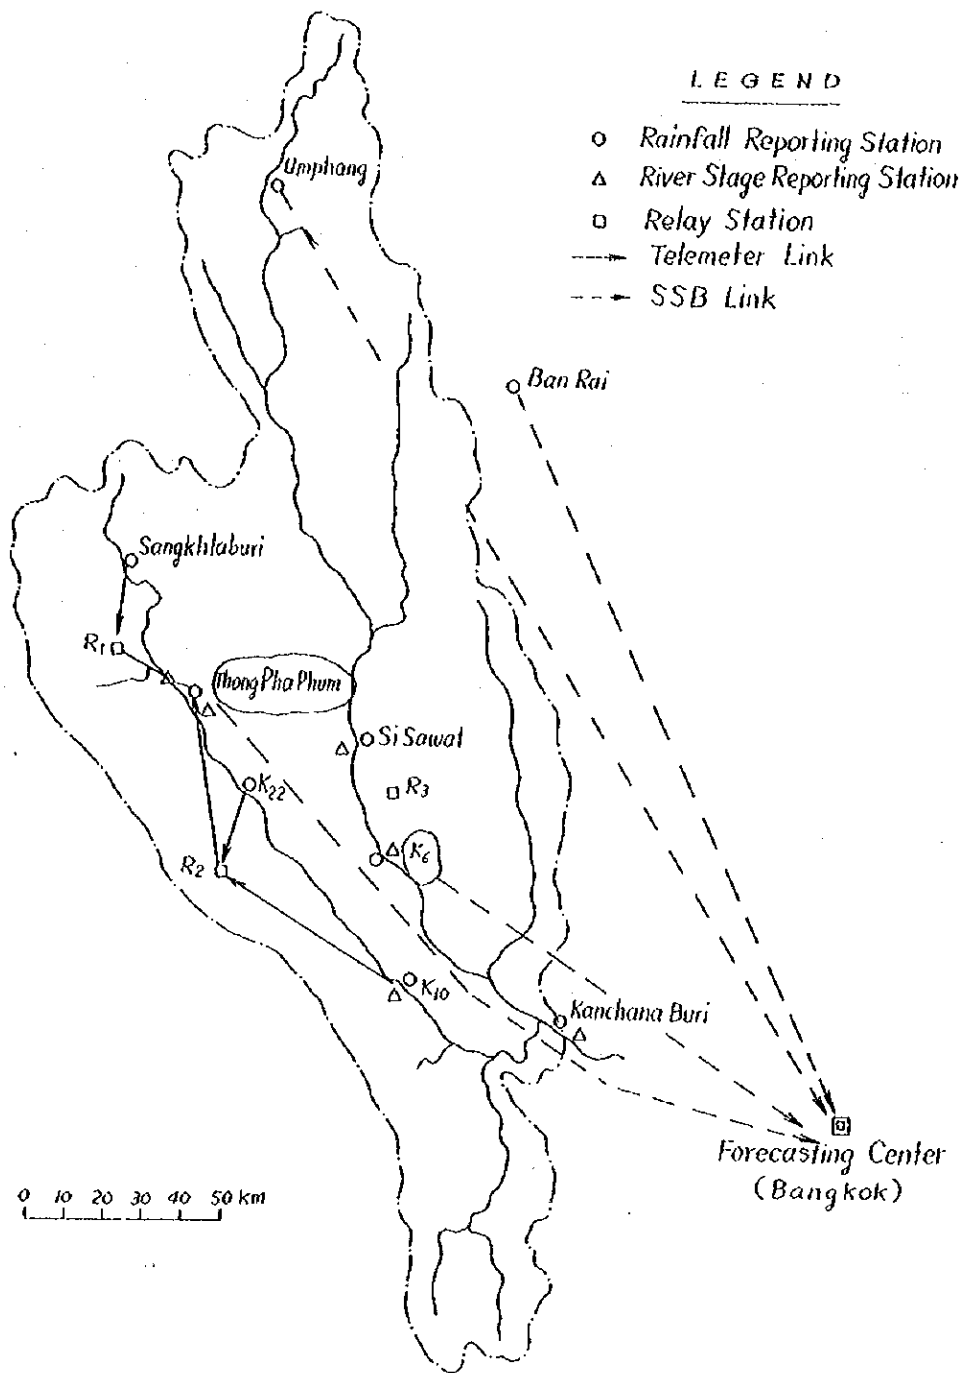 LEGEND
Rainfall Reporting Station
River Stage Reporting Station
Relay Station
Telemeter Link
SSB Link
Umphang
Ban Rai
Sangkhlaburi
R1
Thong Pha Phum
Si Sawat
K22
R3
K6
R2
K10
Kanchana Buri
Forecasting Center
(Bangkok)
0 10 20 30 40 50 km